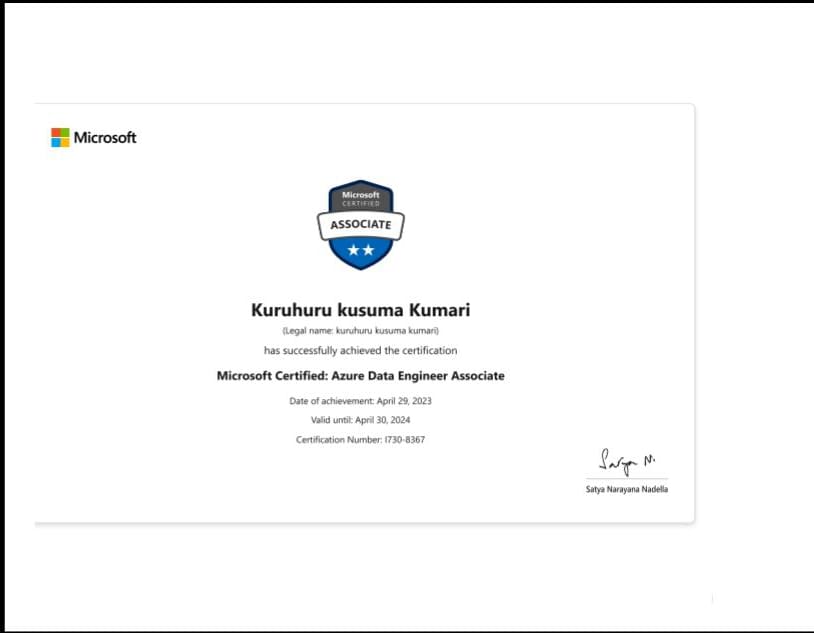 Microsoft
Microsoft
CERTIFIED
ASSOCIATE
Kuruhuru kusuma Kumari
(Legal name: kuruhuru kusuma kumari)
has successfully achieved the certification
Microsoft Certified: Azure Data Engineer Associate
Date of achievement: April 29, 2023
Valid until: April 30, 2024
Certification Number: I730-8367
Satya N.
Satya Narayana Nadella